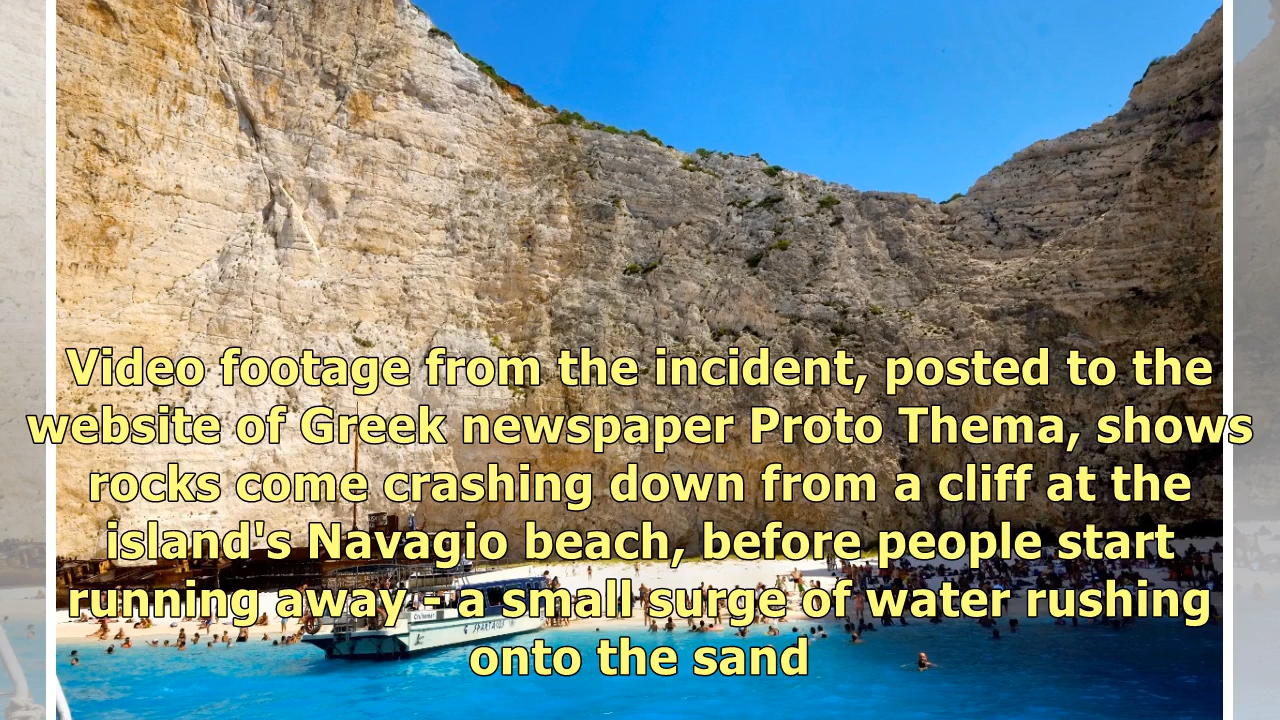 Video footage from the incident, posted to the
website of Greek newspaper Proto Thema, shows
rocks come crashing down from a cliff at the
island's Navagio beach, before people start
running away - a small surge of water rushing
onto the sand